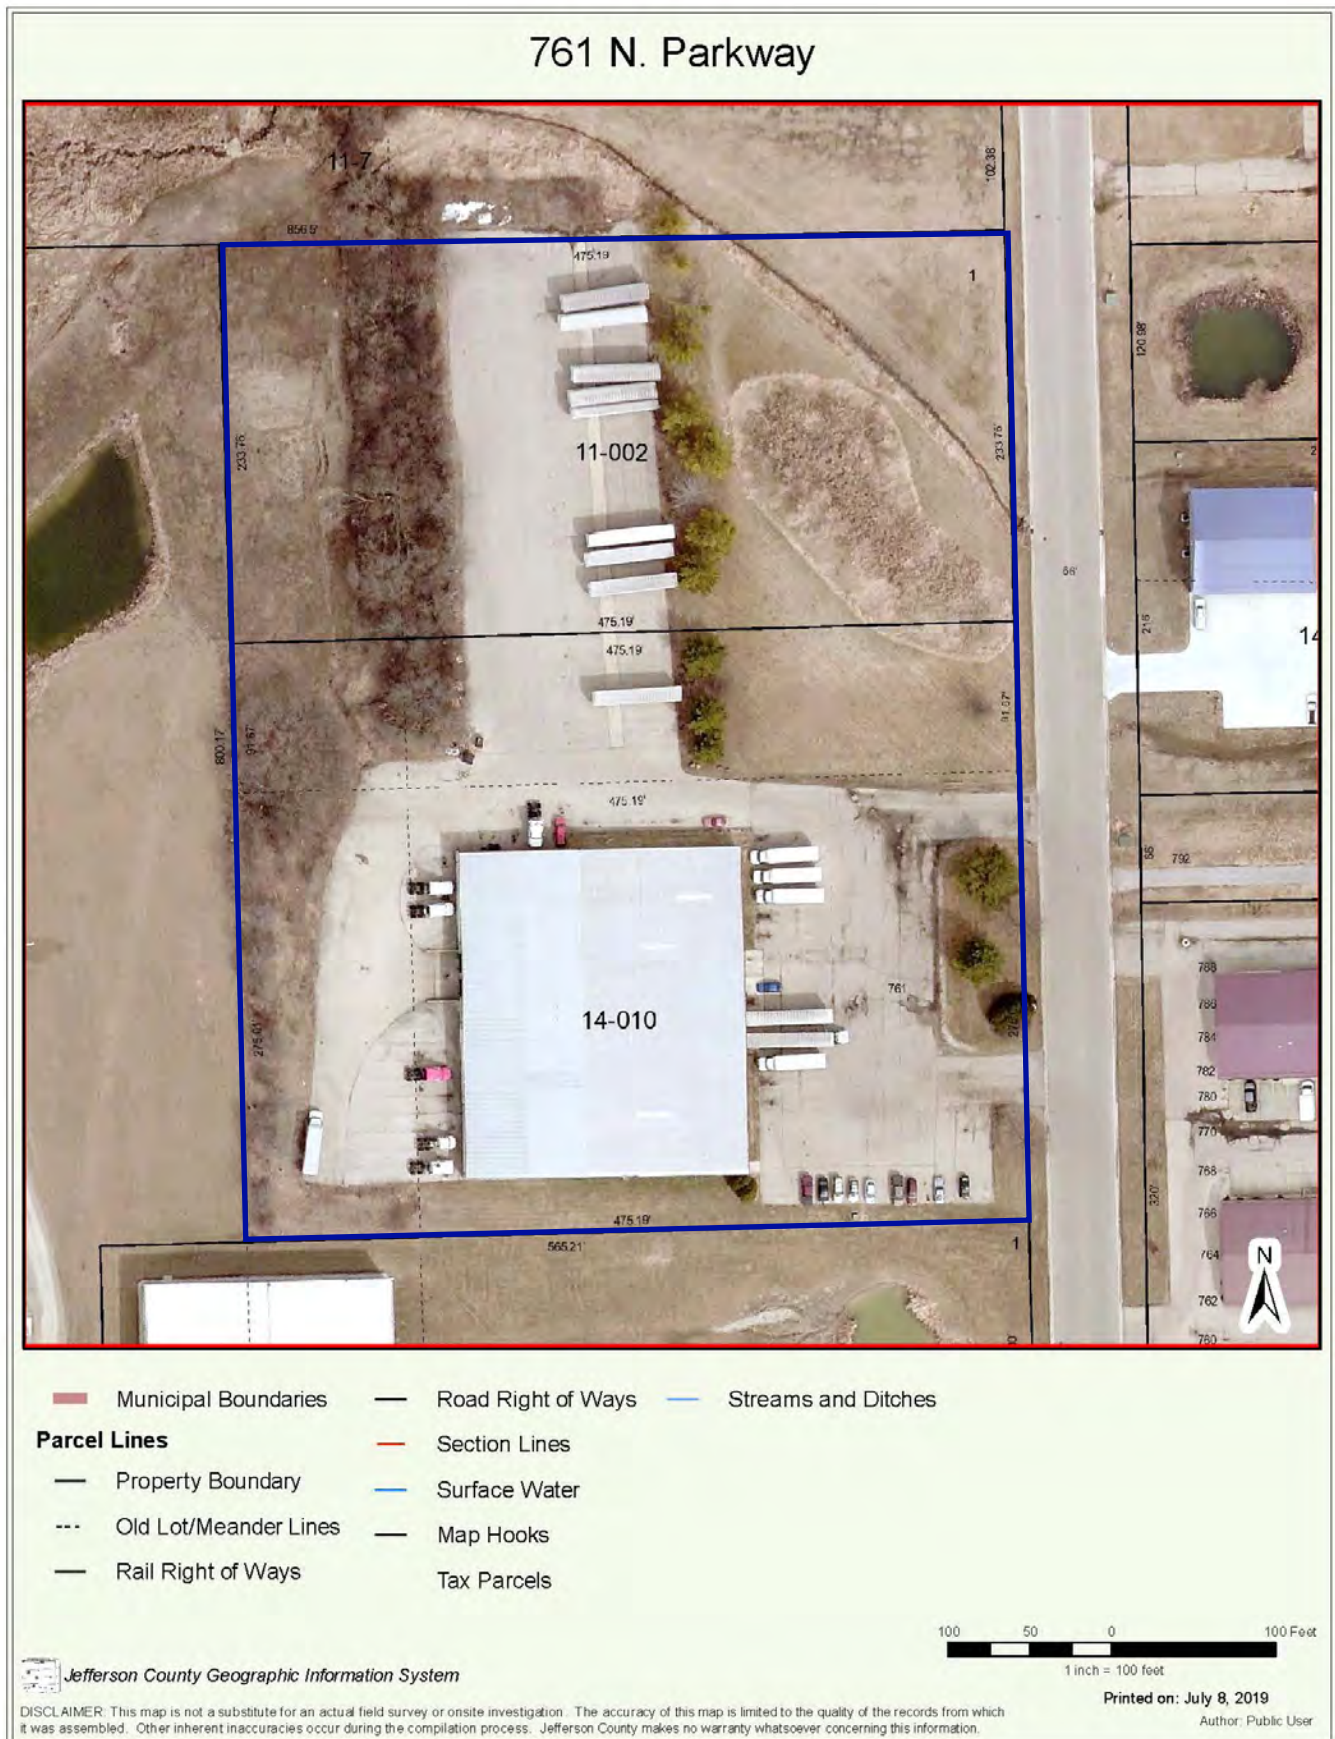 761 N. Parkway
11-7
102.38'
856.5'
475.19'
1
120.98'
233.75'
11-002
233.75'
2
66'
475.19'
475.19'
216'
14
800.17'
91.67'
91.67'
475.19'
66'
792
788
761
786
14-010
784
275.01'
782
780
770
768
320'
766
475.19'
565.21'
1
764
N
762
760
Municipal Boundaries
Road Right of Ways
Streams and Ditches
Parcel Lines
Section Lines
Property Boundary
Surface Water
Old Lot/Meander Lines
Map Hooks
Rail Right of Ways
Tax Parcels
100 50 0 100 Feet
1 inch = 100 feet
Jefferson County Geographic Information System
Printed on: July 8, 2019
DISCLAIMER: This map is not a substitute for an actual field survey or onsite investigation. The accuracy of this map is limited to the quality of the records from which
it was assembled. Other inherent inaccuracies occur during the compilation process. Jefferson County makes no warranty whatsoever concerning this information.
Author: Public User